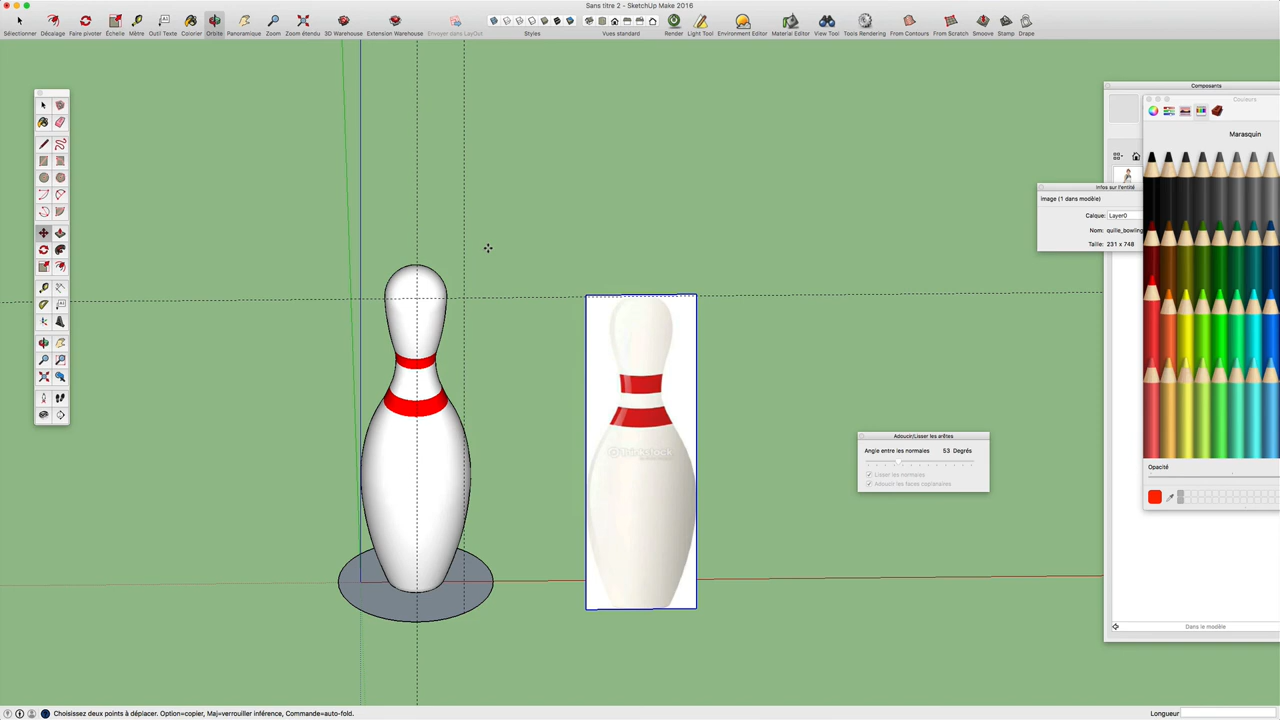 Sans titre 2 - SketchUp Make 2016
Sélectionner Décalage Faire pivoter Échelle Mètre Outil Texte Colorier Orbite Panoramique Zoom Zoom étendu 3D Warehouse Extension Warehouse Envoyer dans LayOut Styles Vues standard Render Light Tool Environment Editor Material Editor View Tool Tools Rendering From Contours From Scratch Smoove Stamp Drape
Composants
Couleurs
Marasquin
Infos sur l'entité
Image (1 dans modèle)
Calque: Layer0
Nom: quille_bowling
Taille: 231 x 748
Adoucir/Lisser les arêtes
Angle entre les normales 53 Degrés
Lisser les normales
Adoucir les faces coplanaires
Opacité
Dans le modèle
Choisissez deux points à déplacer. Option=copier, Maj=verrouiller inférence, Commande=auto-fold.
Longueur